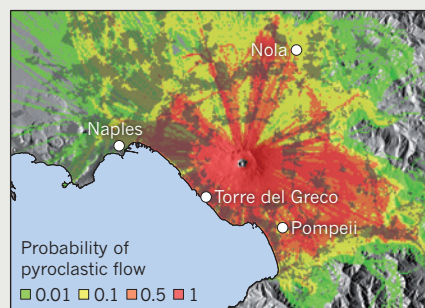 Nola
Naples
Torre del Greco
Pompeii
Probability of
pyroclastic flow
0.01 0.1 0.5 1